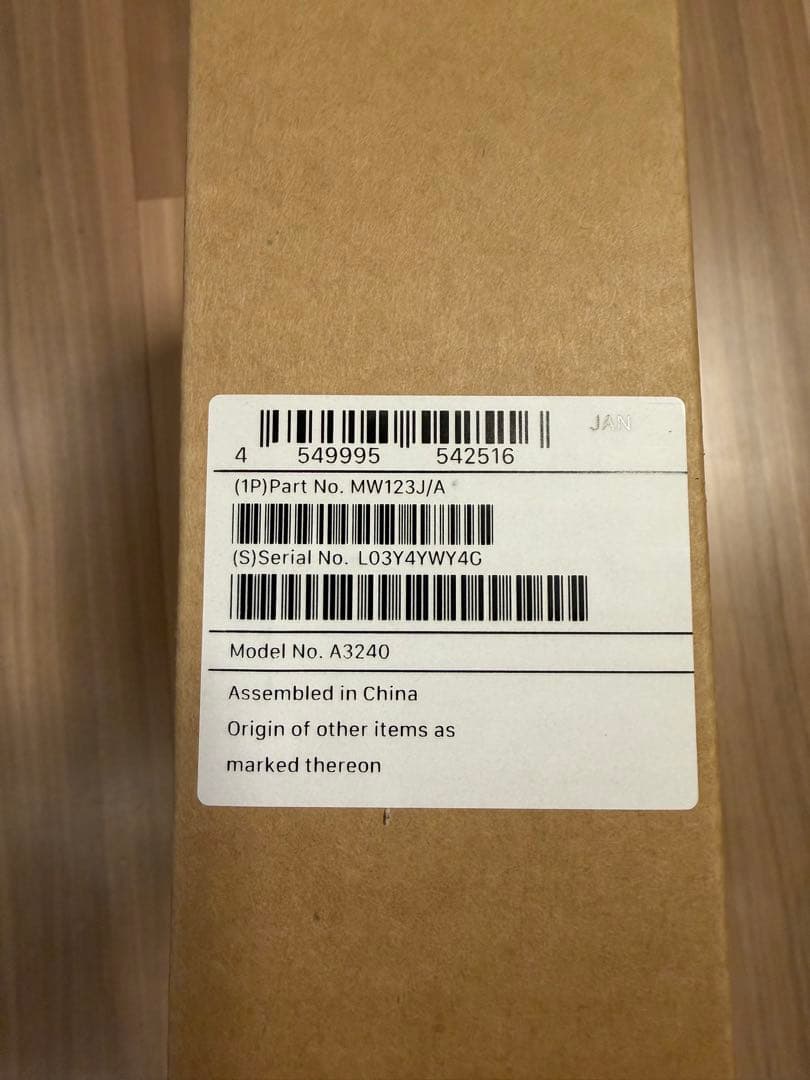 JAN
4 549995 542516
(1P)Part No. MW123J/A
(S)Serial No. L03Y4YWY4G
Model No. A3240
Assembled in China
Origin of other items as
marked thereon